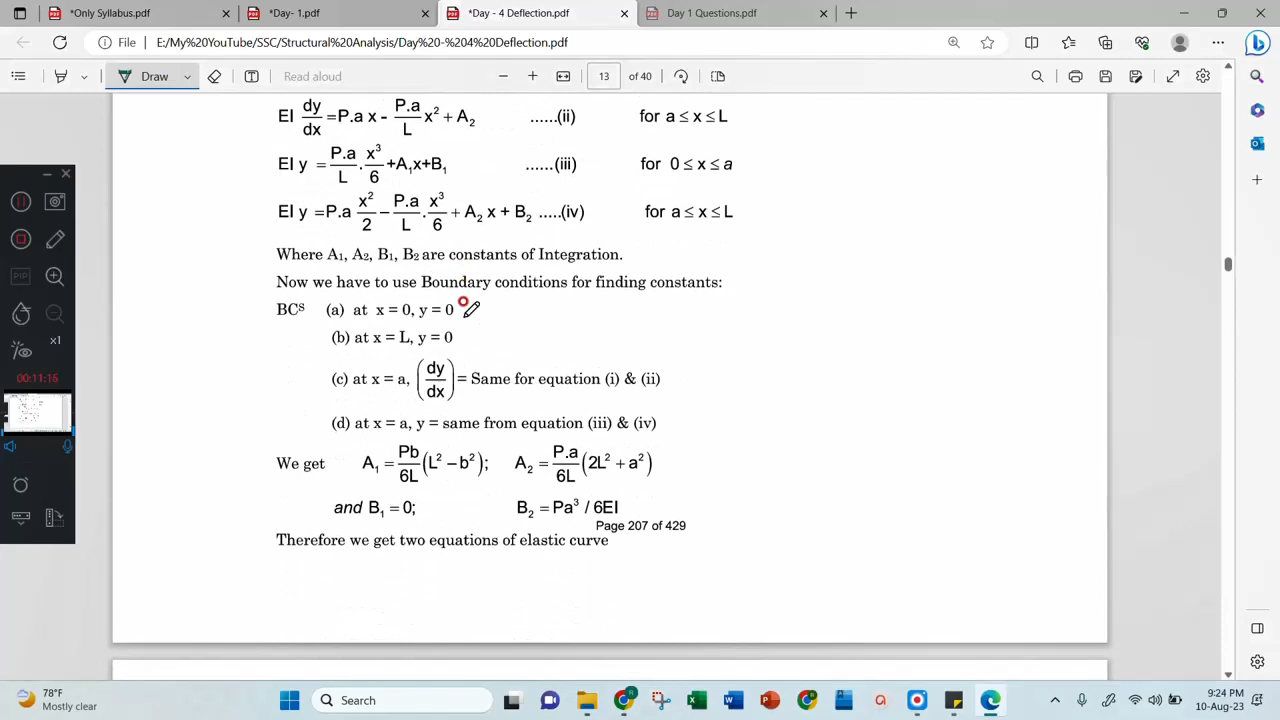 *Only Syllabus.pdf
*Day- 1.pdf
*Day - 4 Deflection.pdf
Day 1 Questions.pdf
File
E:/My%20YouTube/SSC/Structural%20Analysis/Day%20-%204%20Deflection.pdf
Draw
Read aloud
13 of 40
EI dy/dx = P.a x - P.a/L x² + A₂ ......(ii) for a ≤ x ≤ L
EI y = P.a/L . x³/6 +A₁x+B₁ ......(iii) for 0 ≤ x ≤ a
EI y =P.a x²/2 − P.a/L . x³/6 + A₂ x + B₂ .....(iv) for a ≤ x ≤ L
Where A₁, A₂, B₁, B₂ are constants of Integration.
Now we have to use Boundary conditions for finding constants:
BCˢ (a) at x = 0, y = 0
(b) at x = L, y = 0
(c) at x = a, (dy/dx) = Same for equation (i) & (ii)
(d) at x = a, y = same from equation (iii) & (iv)
We get A₁ = Pb/6L (L² − b²); A₂ = P.a/6L (2L² + a²)
and B₁ = 0; B₂ = Pa³ / 6EI
Page 207 of 429
Therefore we get two equations of elastic curve
PIP
x1
00:11:16
78°F
Mostly clear
Search
9:24 PM
10-Aug-23